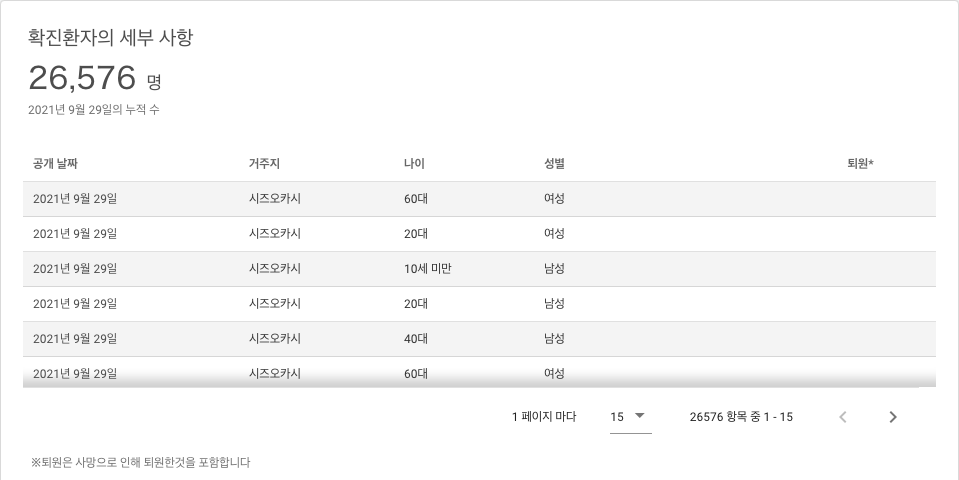 확진환자의 세부 사항
26,576 명
2021년 9월 29일의 누적 수
공개 날짜 거주지 나이 성별 퇴원*
2021년 9월 29일 시즈오카시 60대 여성
2021년 9월 29일 시즈오카시 20대 여성
2021년 9월 29일 시즈오카시 10세 미만 남성
2021년 9월 29일 시즈오카시 20대 남성
2021년 9월 29일 시즈오카시 40대 남성
2021년 9월 29일 시즈오카시 60대 여성
1 페이지 마다 15 26576 항목 중 1 - 15
※퇴원은 사망으로 인해 퇴원한것을 포함합니다